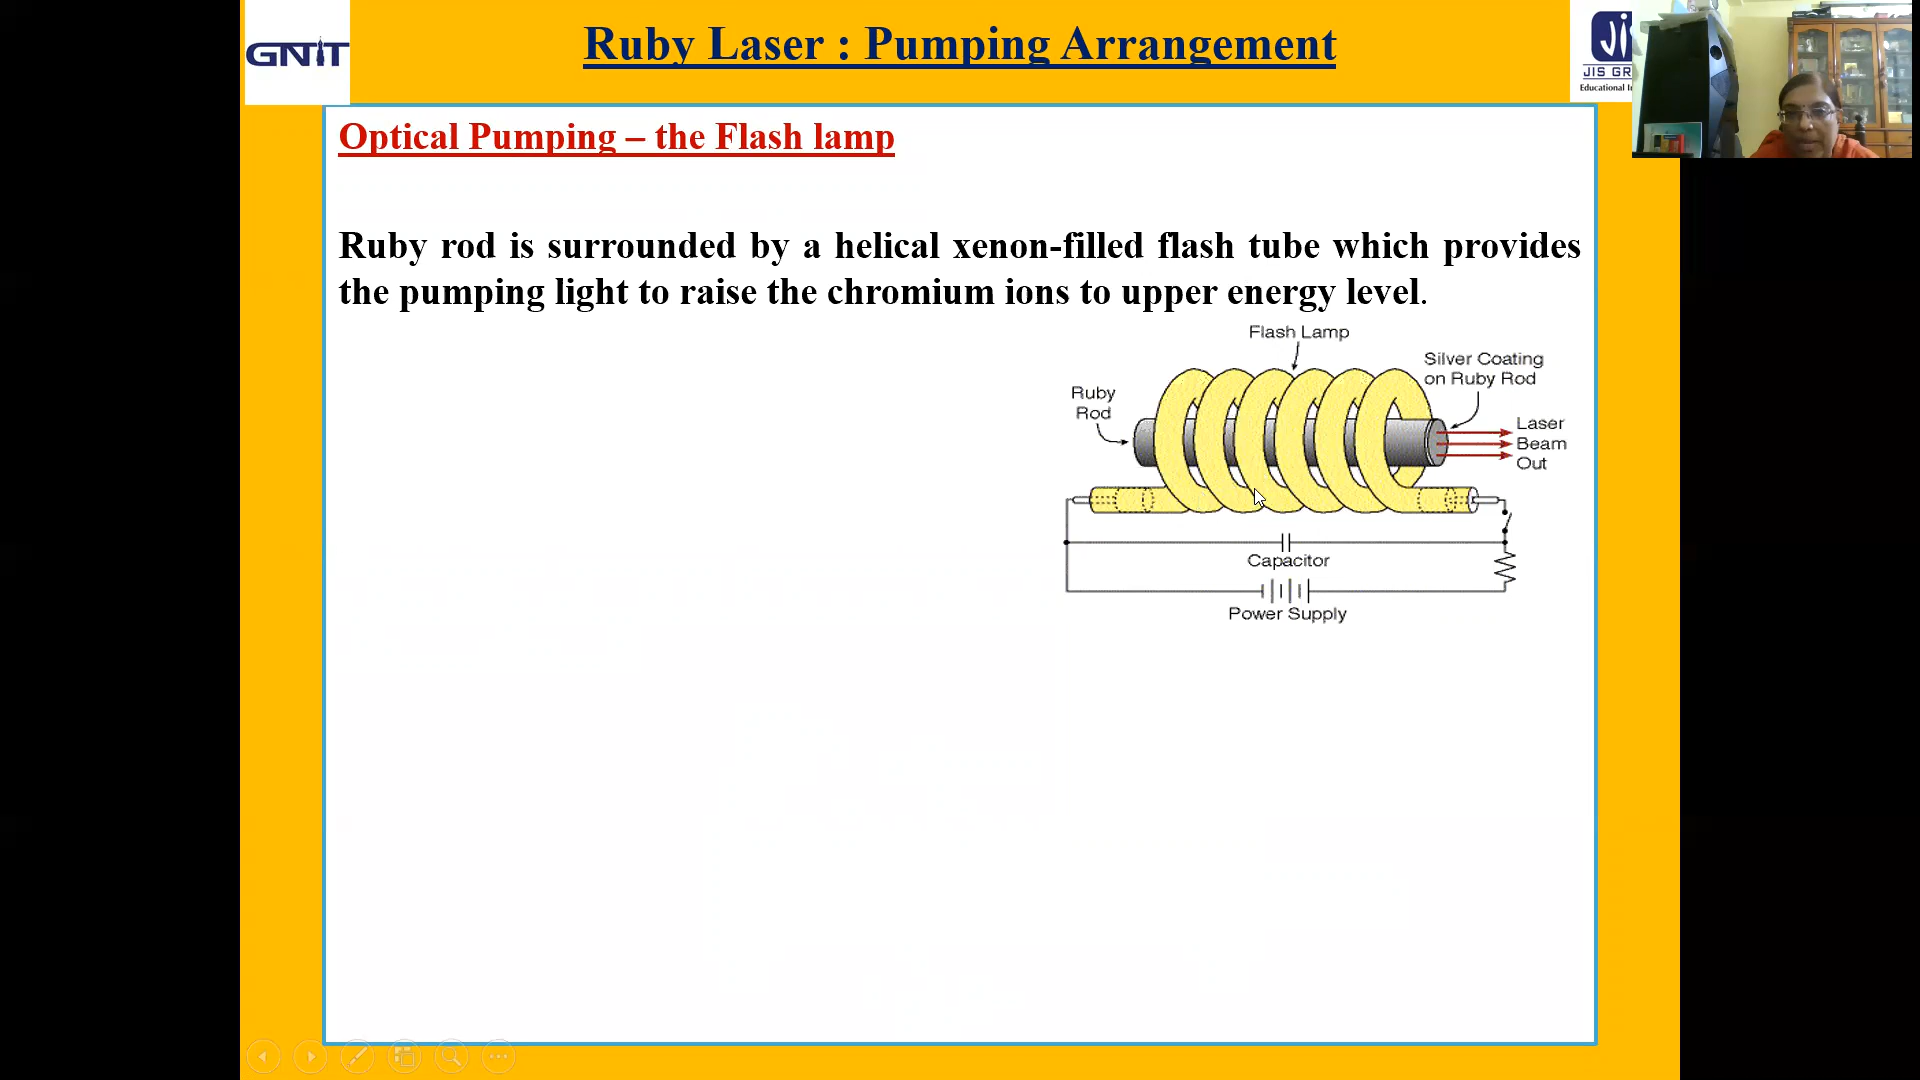 GNIT
Ruby Laser : Pumping Arrangement
JIS GR
Educational I
Optical Pumping – the Flash lamp
Ruby rod is surrounded by a helical xenon-filled flash tube which provides
the pumping light to raise the chromium ions to upper energy level.
Flash Lamp
Silver Coating
on Ruby Rod
Ruby
Rod
Laser
Beam
Out
Capacitor
Power Supply